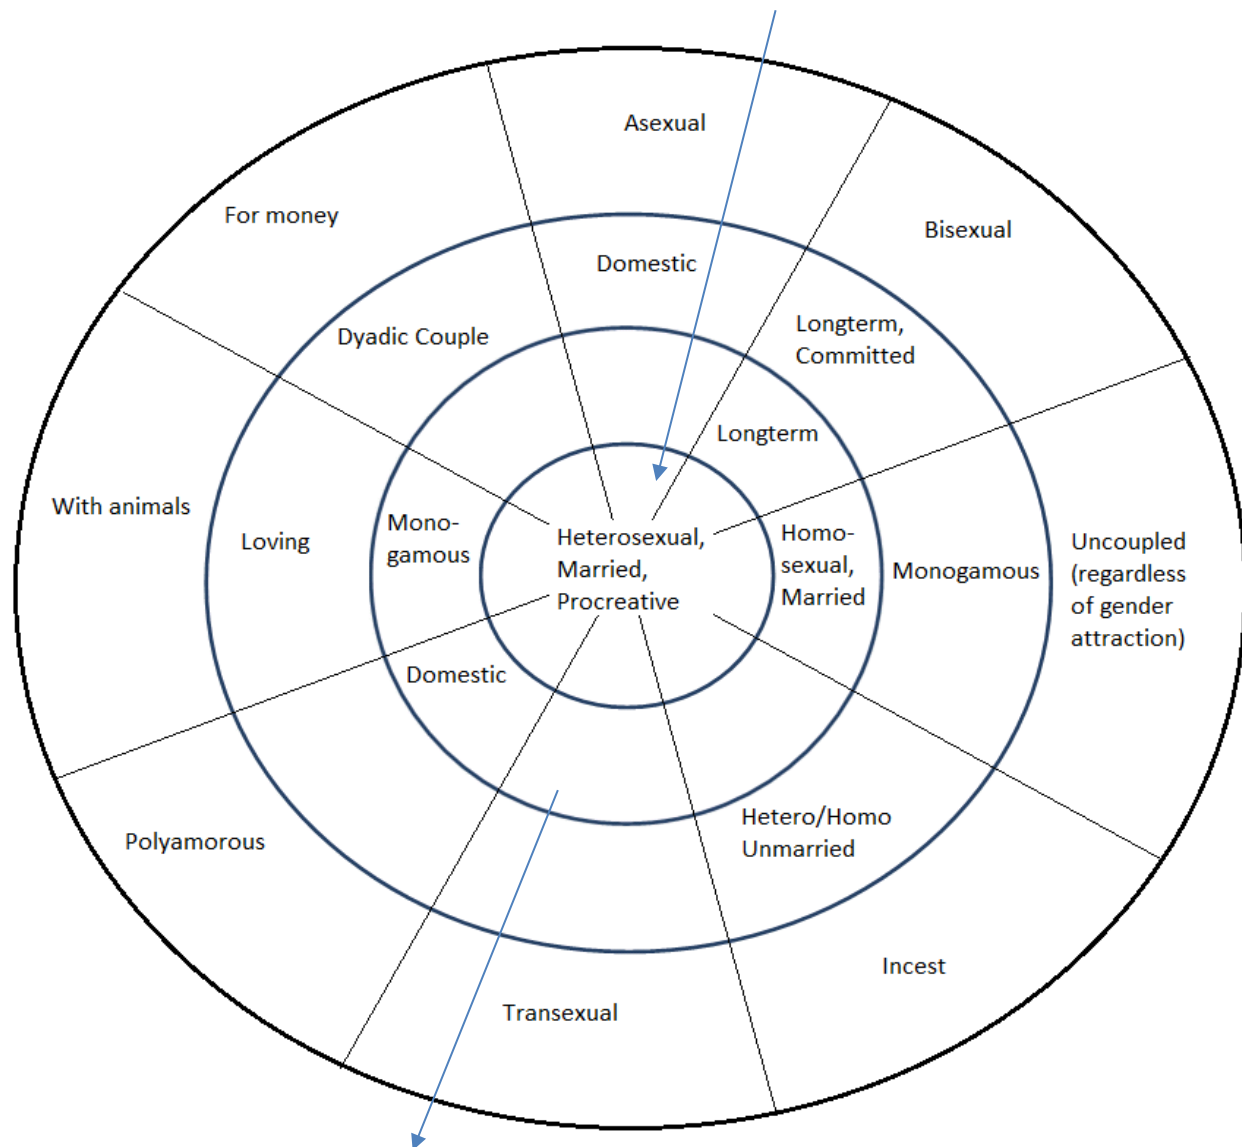 Asexual
For money
Bisexual
Domestic
Dyadic Couple
Longterm,
Committed
Longterm
With animals
Loving
Mono-
gamous
Heterosexual,
Married,
Procreative
Homo-
sexual,
Married
Monogamous
Uncoupled
(regardless
of gender
attraction)
Domestic
Polyamorous
Hetero/Homo
Unmarried
Incest
Transexual